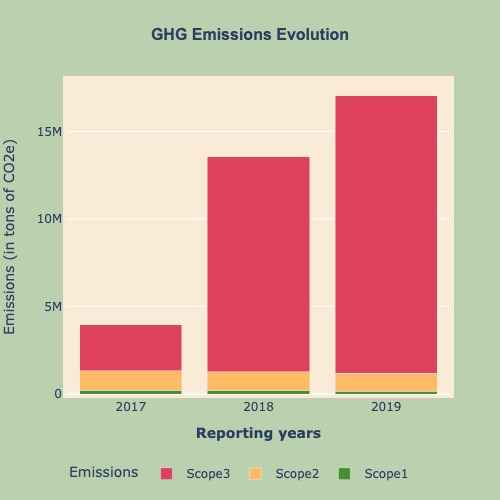 GHG Emissions Evolution
Emissions (in tons of CO2e)
15M
10M
5M
0
2017 2018 2019
Reporting years
Emissions Scope3 Scope2 Scope1